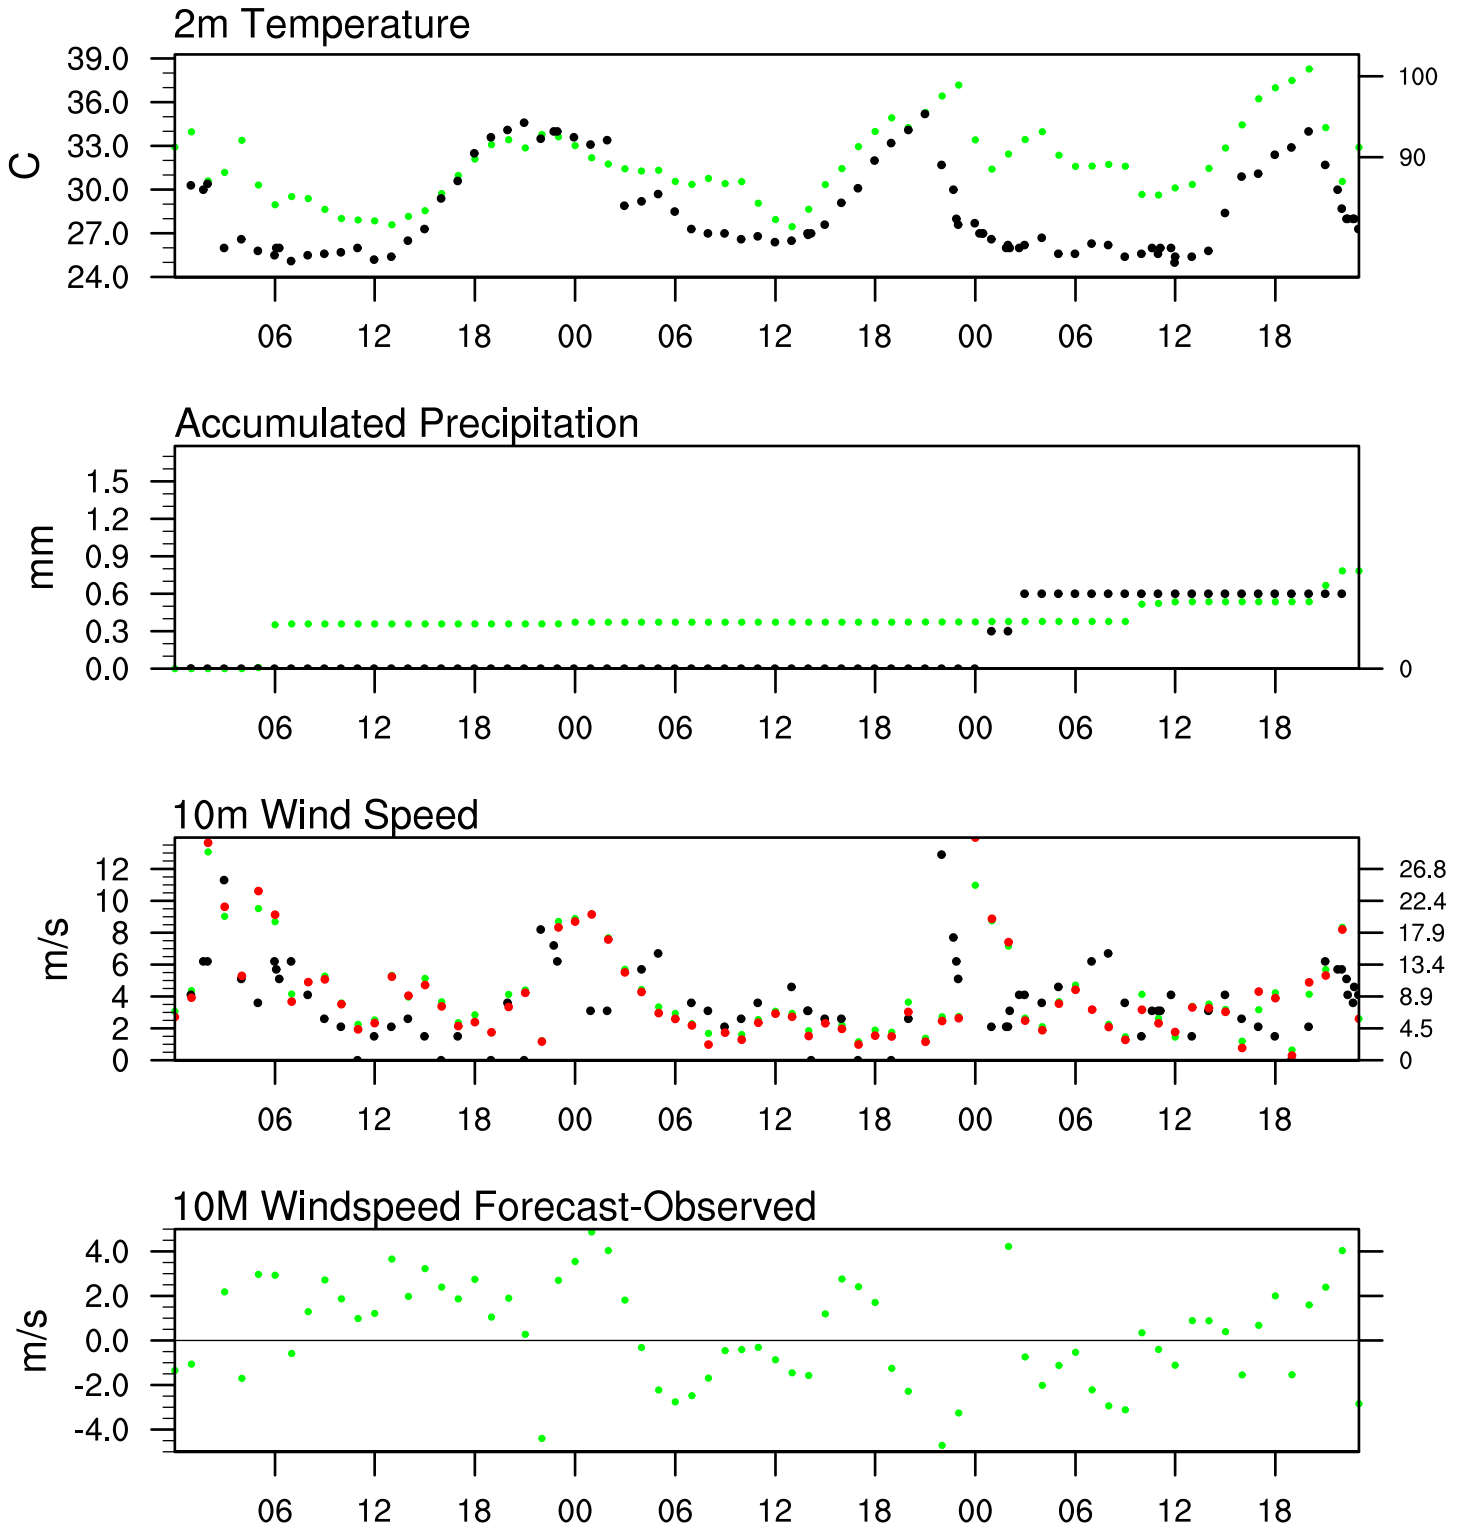 2m Temperature
39.0
36.0
33.0
30.0
27.0
24.0
C
100
90
06 12 18 00 06 12 18 00 06 12 18
Accumulated Precipitation
1.5
1.2
0.9
0.6
0.3
0.0
mm
0
06 12 18 00 06 12 18 00 06 12 18
10m Wind Speed
12
10
8
6
4
2
0
m/s
26.8
22.4
17.9
13.4
8.9
4.5
0
06 12 18 00 06 12 18 00 06 12 18
10M Windspeed Forecast-Observed
4.0
2.0
0.0
-2.0
-4.0
m/s
06 12 18 00 06 12 18 00 06 12 18